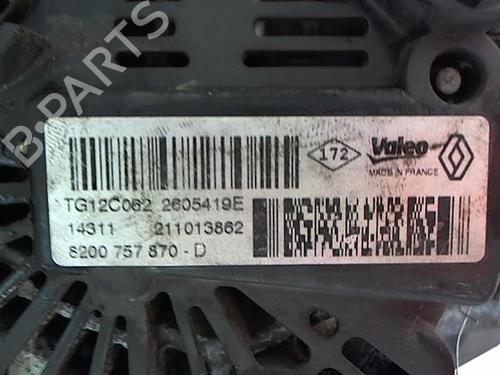 B-PARTS
172 Valeo
MADE IN FRANCE
TG12C062 2605419E
14311 211013862
8200 757 870 - D